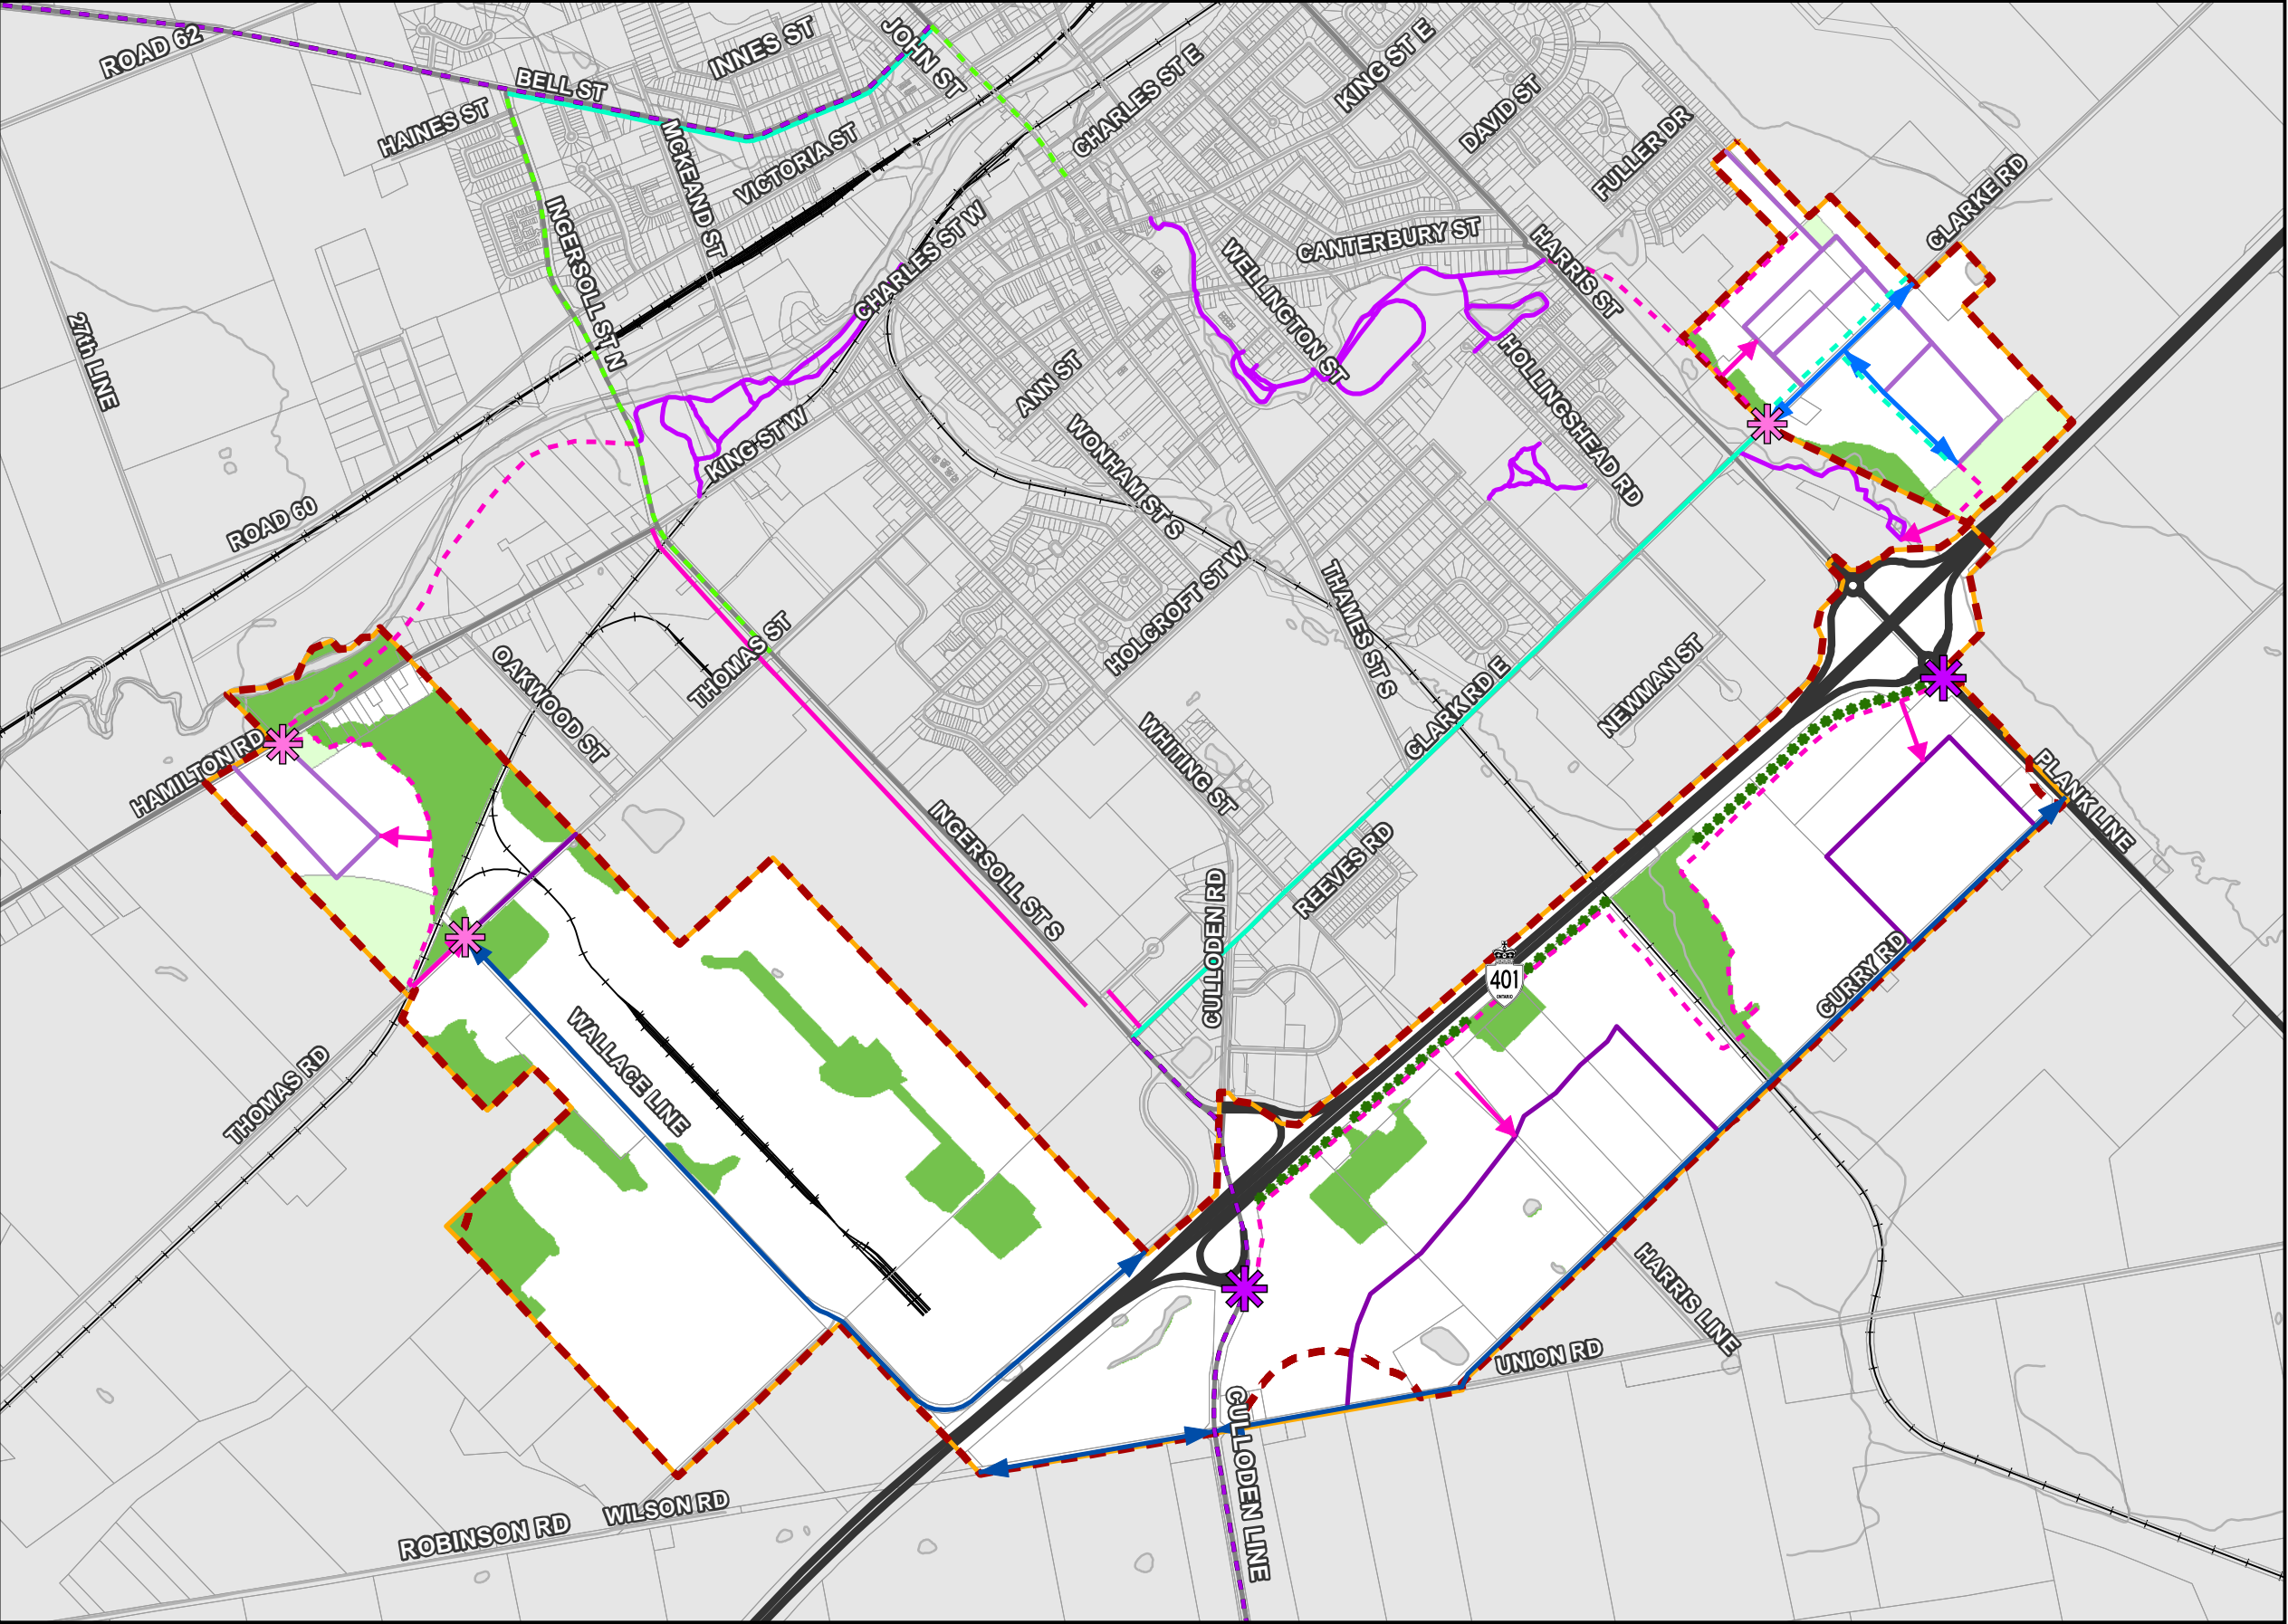 ROAD 62
BELL ST
INNES ST
JOHN ST
CHARLES ST E
KING ST E
DAVID ST
FULLER DR
HAINES ST
MCKEAND ST
VICTORIA ST
CLARKE RD
INGERSOLL ST N
CHARLES ST W
WELLINGTON ST
CANTERBURY ST
HARRIS ST
27th LINE
ANN ST
HOLLINGSHEAD RD
KING ST W
WONHAM ST S
ROAD 60
HOLCROFT ST W
THAMES ST S
OAKWOOD ST
THOMAS ST
CLARK RD E
NEWMAN ST
HAMILTON RD
WHITING ST
PLANK LINE
INGERSOLL ST S
REEVES RD
CULLODEN RD
401
ONTARIO
CURRY RD
WALLACE LINE
THOMAS RD
HARRIS LINE
UNION RD
CULLODEN LINE
ROBINSON RD
WILSON RD